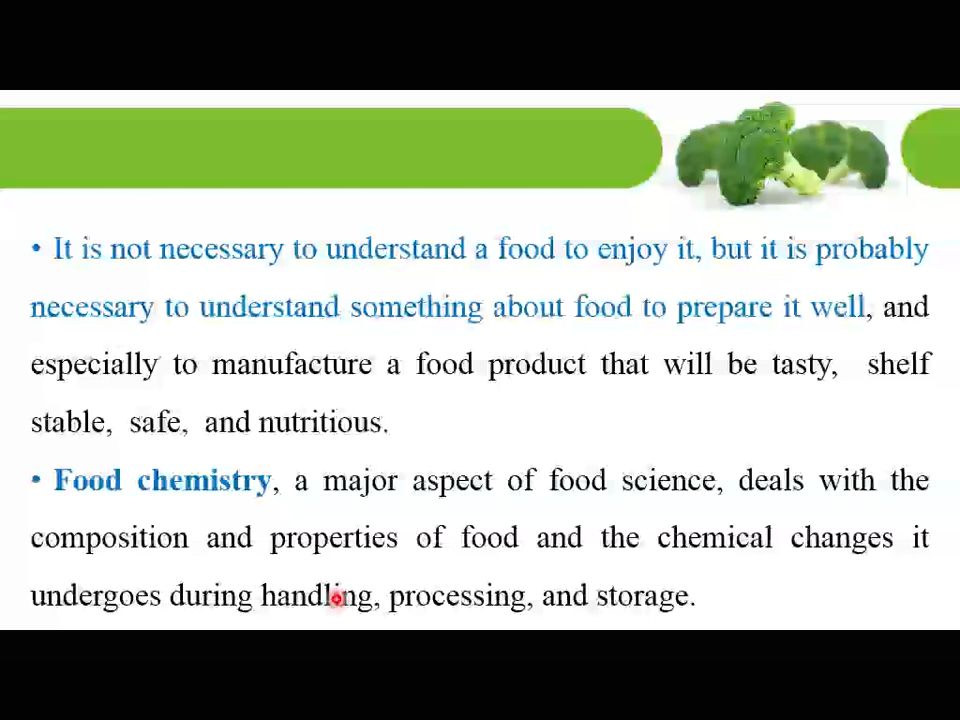 • It is not necessary to understand a food to enjoy it, but it is probably
necessary to understand something about food to prepare it well, and
especially to manufacture a food product that will be tasty, shelf
stable, safe, and nutritious.
• Food chemistry, a major aspect of food science, deals with the
composition and properties of food and the chemical changes it
undergoes during handling, processing, and storage.